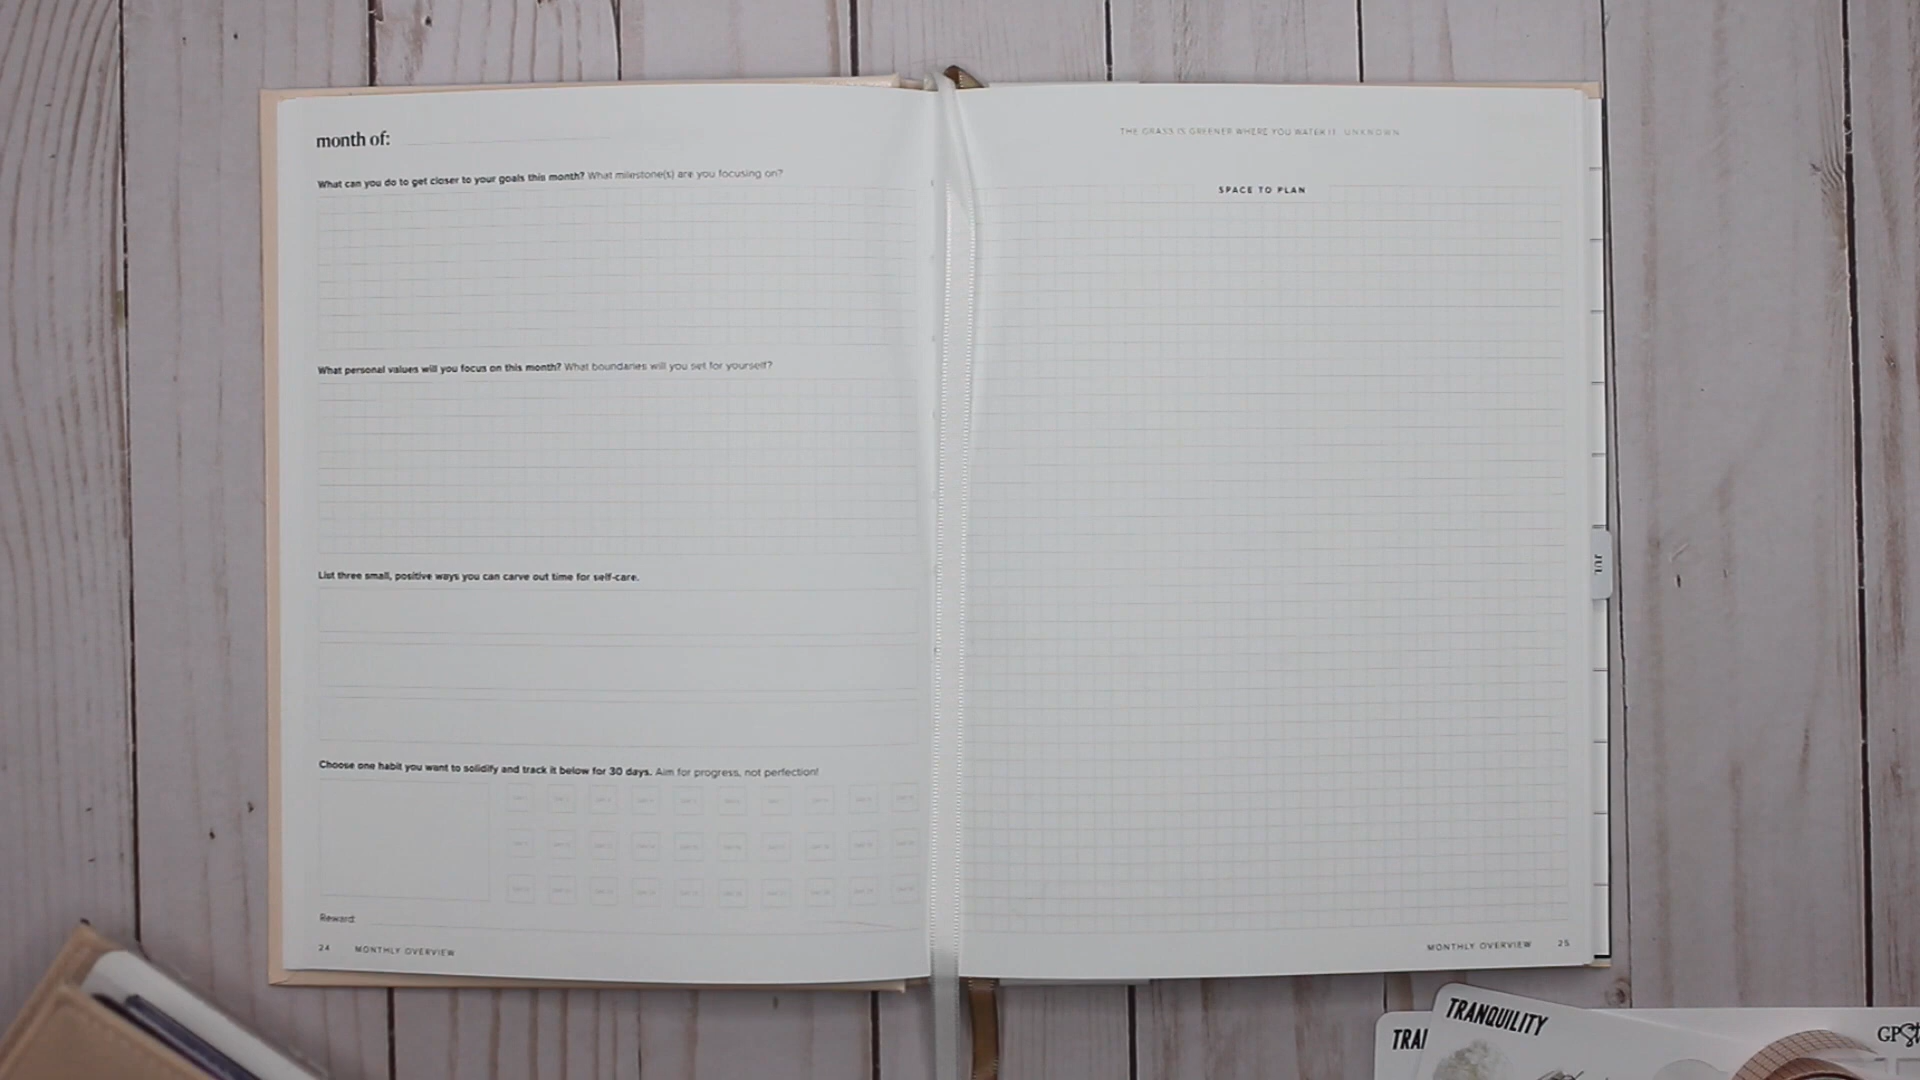 month of:
What can you do to get closer to your goals this month? What milestone(s) are you focusing on?
What personal values will you focus on this month? What boundaries will you set for yourself?
List three small, positive ways you can carve out time for self-care.
Choose one habit you want to solidify and track it below for 30 days. Aim for progress, not perfection!
Reward:
24 MONTHLY OVERVIEW
THE GRASS IS GREENER WHERE YOU WATER IT. UNKNOWN
SPACE TO PLAN
JUL
MONTHLY OVERVIEW 25
TRANQUILITY